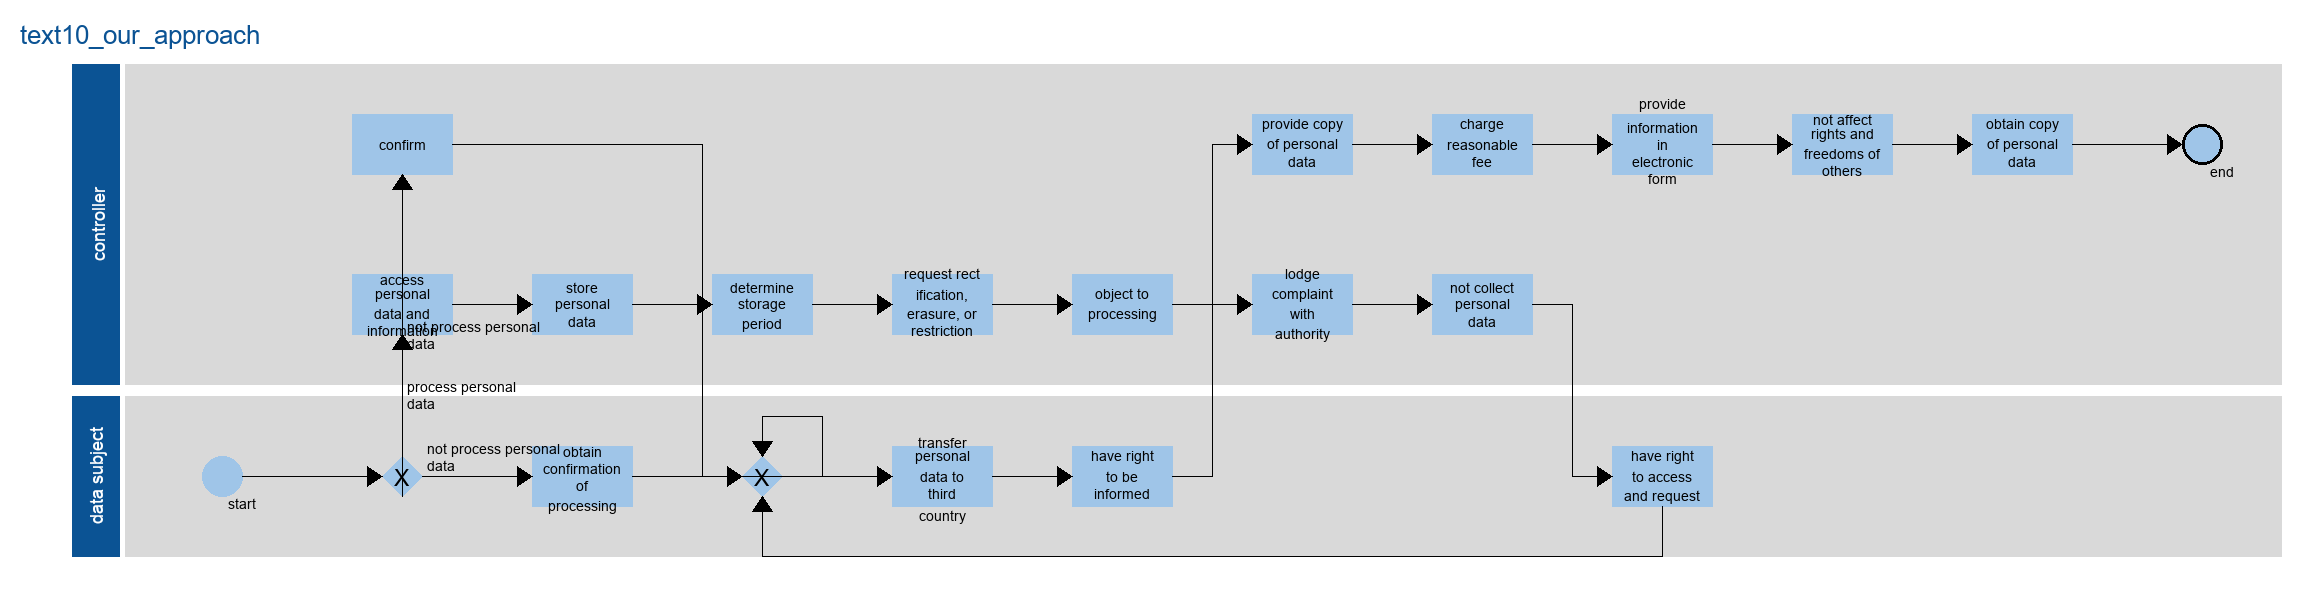 text10_our_approach
controller
confirm
provide copy
of personal
data
charge
reasonable
fee
provide
information
in
electronic
form
not affect
rights and
freedoms of
others
obtain copy
of personal
data
end
access
personal
data and
information
store
personal
data
determine
storage
period
request rect
ification,
erasure, or
restriction
object to
processing
lodge
complaint
with
authority
not collect
personal
data
not process personal
data
process personal
data
data subject
start
X
not process personal
data
obtain
confirmation
of
processing
X
transfer
personal
data to
third
country
have right
to be
informed
have right
to access
and request